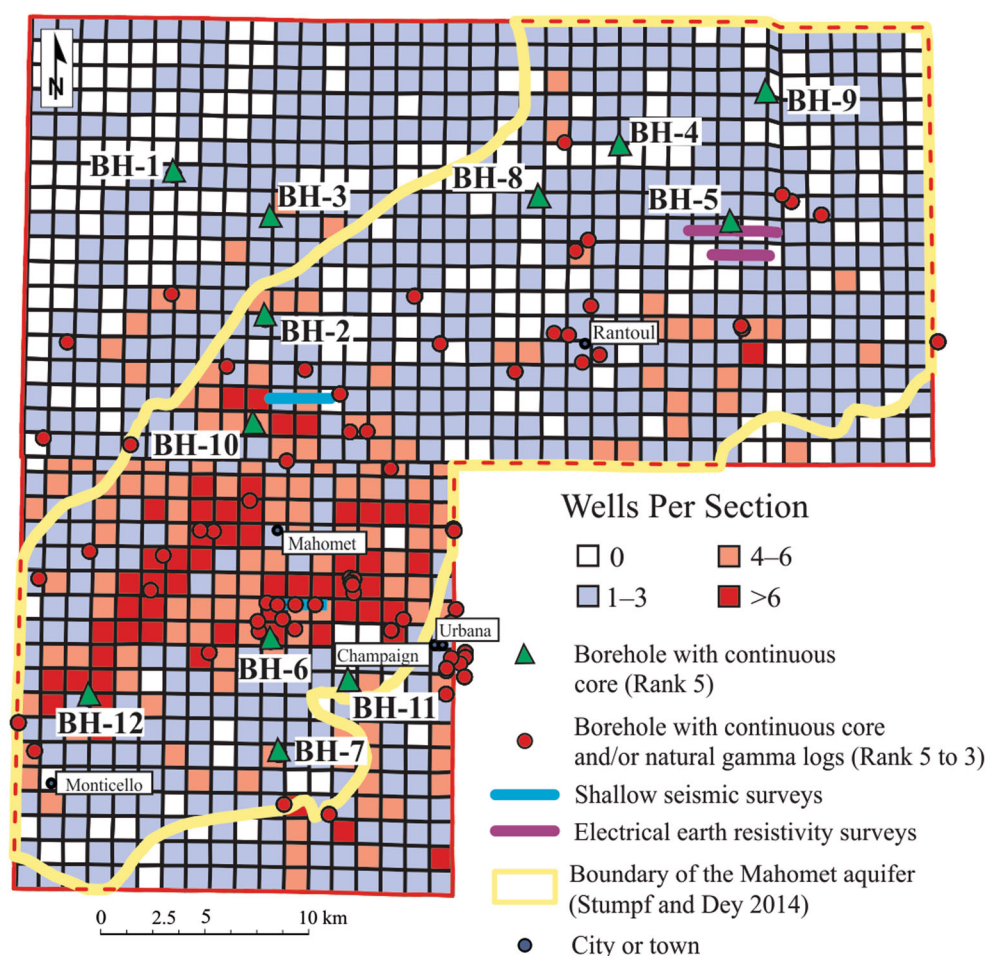 N
BH-9
BH-4
BH-1
BH-8
BH-3
BH-5
BH-2
Rantoul
BH-10
Wells Per Section
0
4–6
1–3
>6
Mahomet
Urbana
Champaign
BH-6
BH-11
BH-12
BH-7
Monticello
Borehole with continuous
core (Rank 5)
Borehole with continuous core
and/or natural gamma logs (Rank 5 to 3)
Shallow seismic surveys
Electrical earth resistivity surveys
Boundary of the Mahomet aquifer
(Stumpf and Dey 2014)
City or town
0 2.5 5 10 km